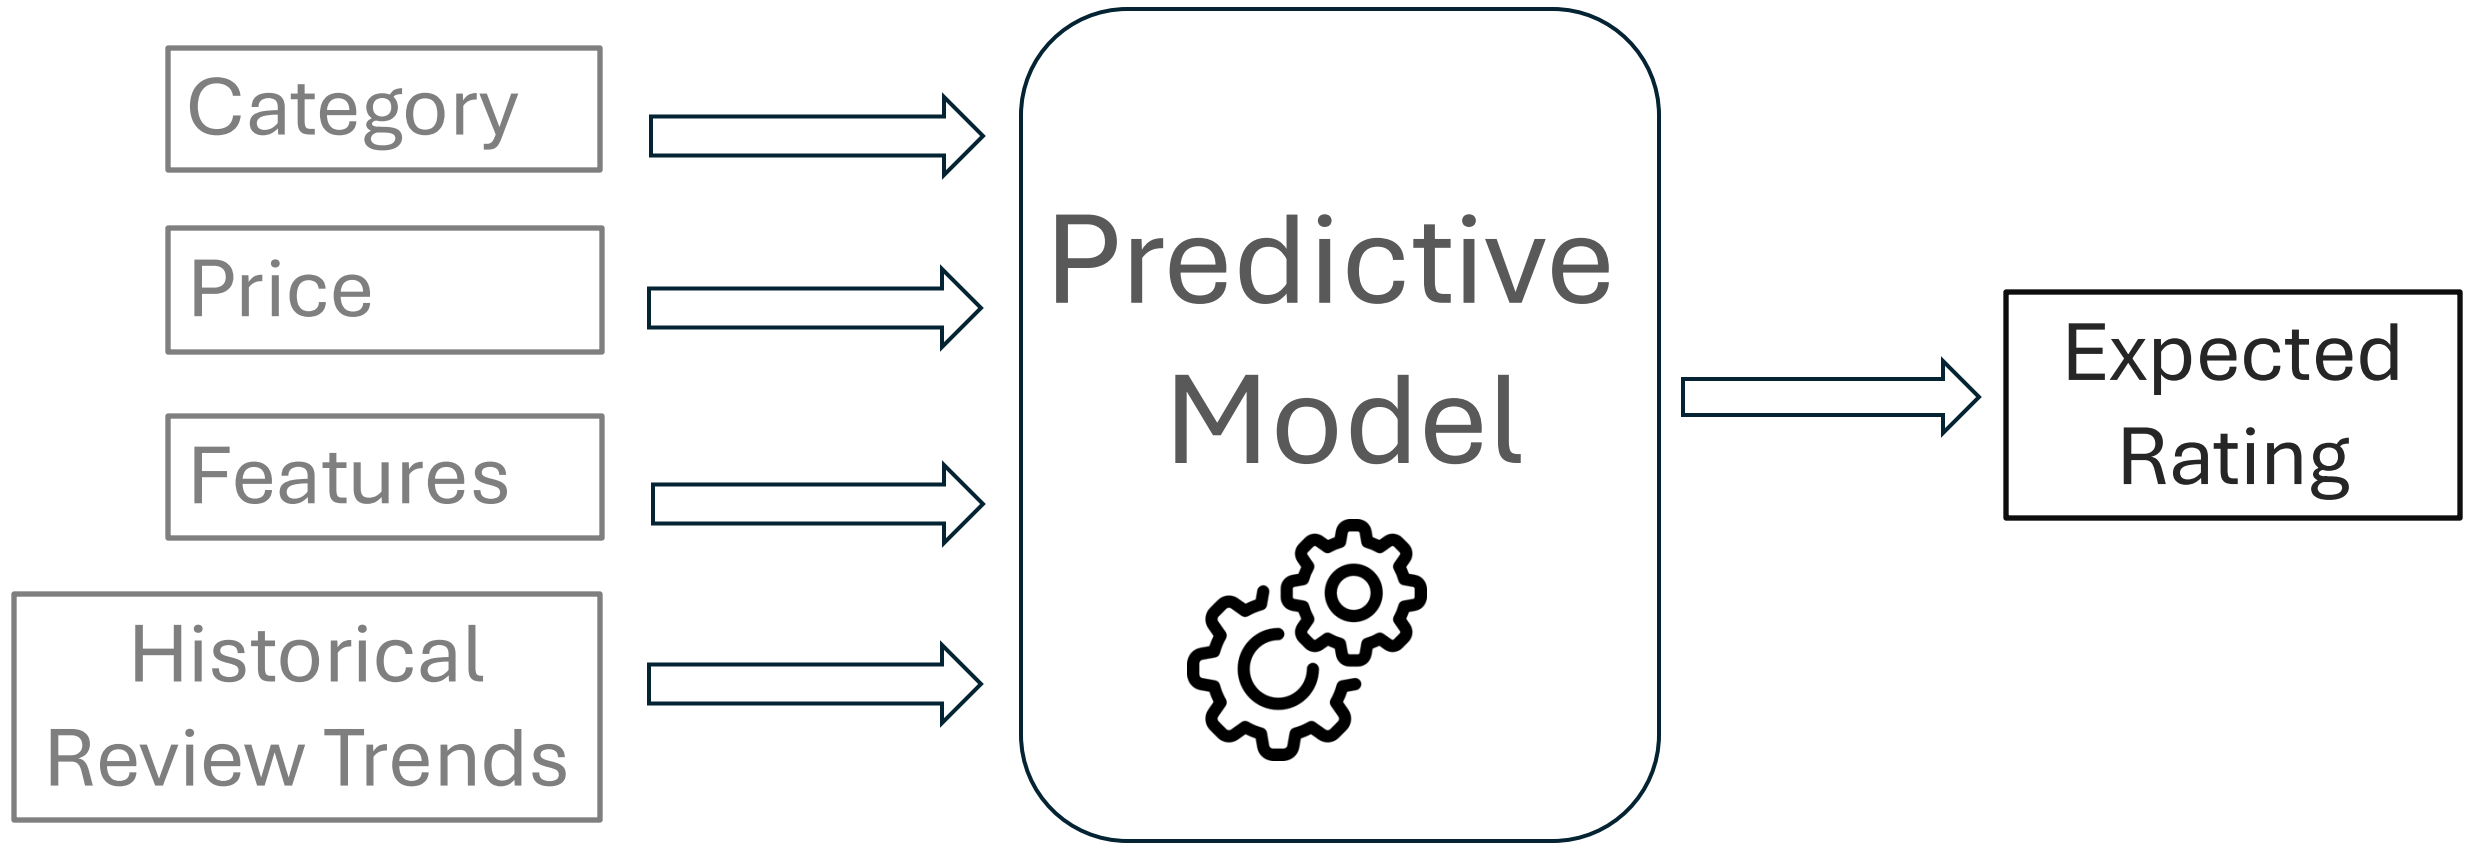 Category
Price
Features
Historical
Review Trends
Predictive
Model
Expected
Rating